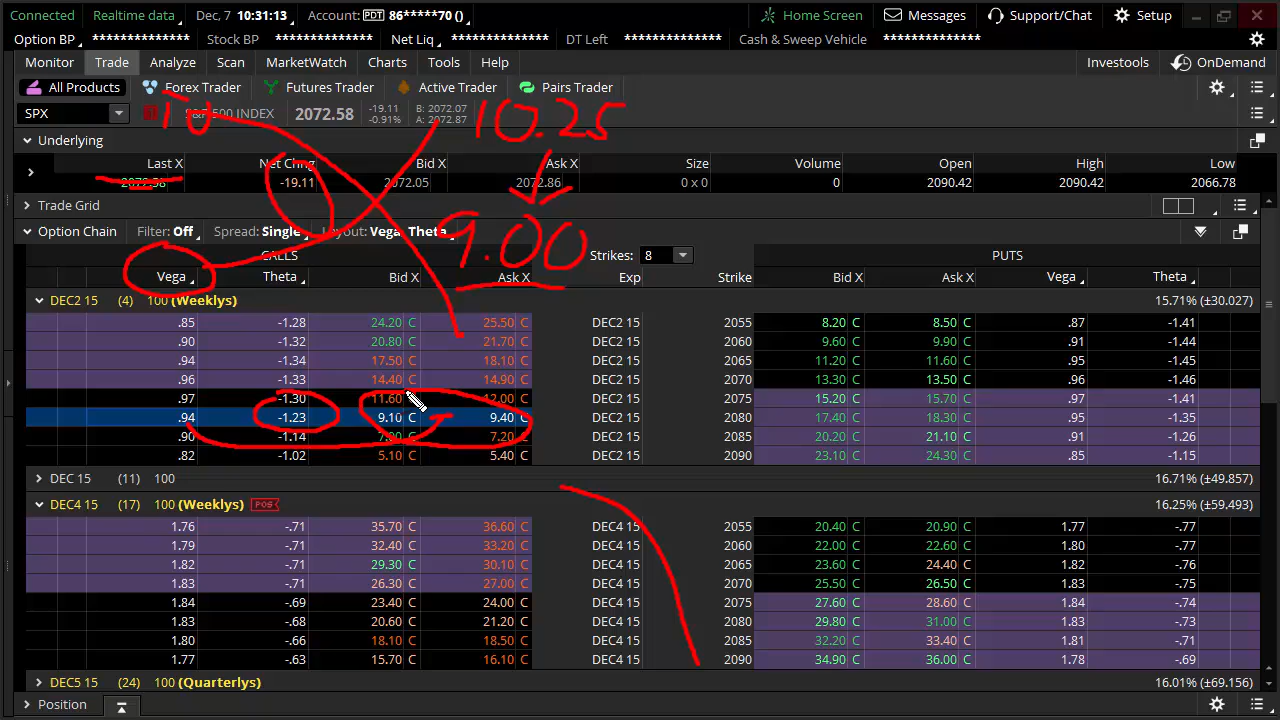 Connected Realtime data Dec, 7 10:31:13 Account: PDT 86*****70 () Home Screen Messages Support/Chat Setup
Option BP ************** Stock BP ************** Net Liq ************** DT Left ************** Cash & Sweep Vehicle **************
Monitor Trade Analyze Scan MarketWatch Charts Tools Help Investools OnDemand
All Products Forex Trader Futures Trader Active Trader Pairs Trader
SPX S&P 500 INDEX 2072.58 -19.11 -0.91% B: 2072.07 A: 2072.87
10.25
Underlying
Last X Net Chng Bid X Ask X Size Volume Open High Low
2072.58 -19.11 2072.05 2072.86 0 x 0 0 2090.42 2090.42 2066.78
Trade Grid
9.00
Option Chain Filter: Off Spread: Single Layout: Vega, Theta
CALLS Strikes: 8 PUTS
Vega Theta Bid X Ask X Exp Strike Bid X Ask X Vega Theta
DEC2 15 (4) 100 (Weeklys) 15.71% (±30.027)
.85 -1.28 24.20 C 25.50 C DEC2 15 2055 8.20 C 8.50 C .87 -1.41
.90 -1.32 20.80 C 21.70 C DEC2 15 2060 9.60 C 9.90 C .91 -1.44
.94 -1.34 17.50 C 18.10 C DEC2 15 2065 11.20 C 11.60 C .95 -1.45
.96 -1.33 14.40 C 14.90 C DEC2 15 2070 13.30 C 13.50 C .96 -1.46
.97 -1.30 11.60 12.00 C DEC2 15 2075 15.20 C 15.70 C .97 -1.42
.94 -1.23 9.10 C 9.40 C DEC2 15 2080 17.40 C 18.30 C .95 -1.35
.90 -1.14 7.00 C 7.20 C DEC2 15 2085 20.20 C 21.10 C .91 -1.26
.82 -1.02 5.10 C 5.40 C DEC2 15 2090 23.10 C 24.30 C .85 -1.15
DEC 15 (11) 100 16.71% (±49.857)
DEC4 15 (17) 100 (Weeklys) POS 16.25% (±59.493)
1.76 -.71 35.70 C 36.60 C DEC4 15 2055 20.40 C 20.90 C 1.77 -.77
1.79 -.71 32.40 C 33.20 C DEC4 15 2060 22.00 C 22.60 C 1.80 -.77
1.82 -.71 29.30 C 30.10 C DEC4 15 2065 23.60 C 24.40 C 1.82 -.76
1.83 -.71 26.30 C 27.00 C DEC4 15 2070 25.50 C 26.50 C 1.83 -.75
1.84 -.69 23.40 C 24.00 C DEC4 15 2075 27.60 C 28.60 C 1.84 -.74
1.83 -.68 20.60 C 21.20 C DEC4 15 2080 29.80 C 31.00 C 1.83 -.73
1.80 -.66 18.10 C 18.50 C DEC4 15 2085 32.20 C 33.40 C 1.81 -.71
1.77 -.63 15.70 C 16.10 C DEC4 15 2090 34.90 C 36.00 C 1.78 -.69
DEC5 15 (24) 100 (Quarterlys) 16.01% (±69.156)
Position